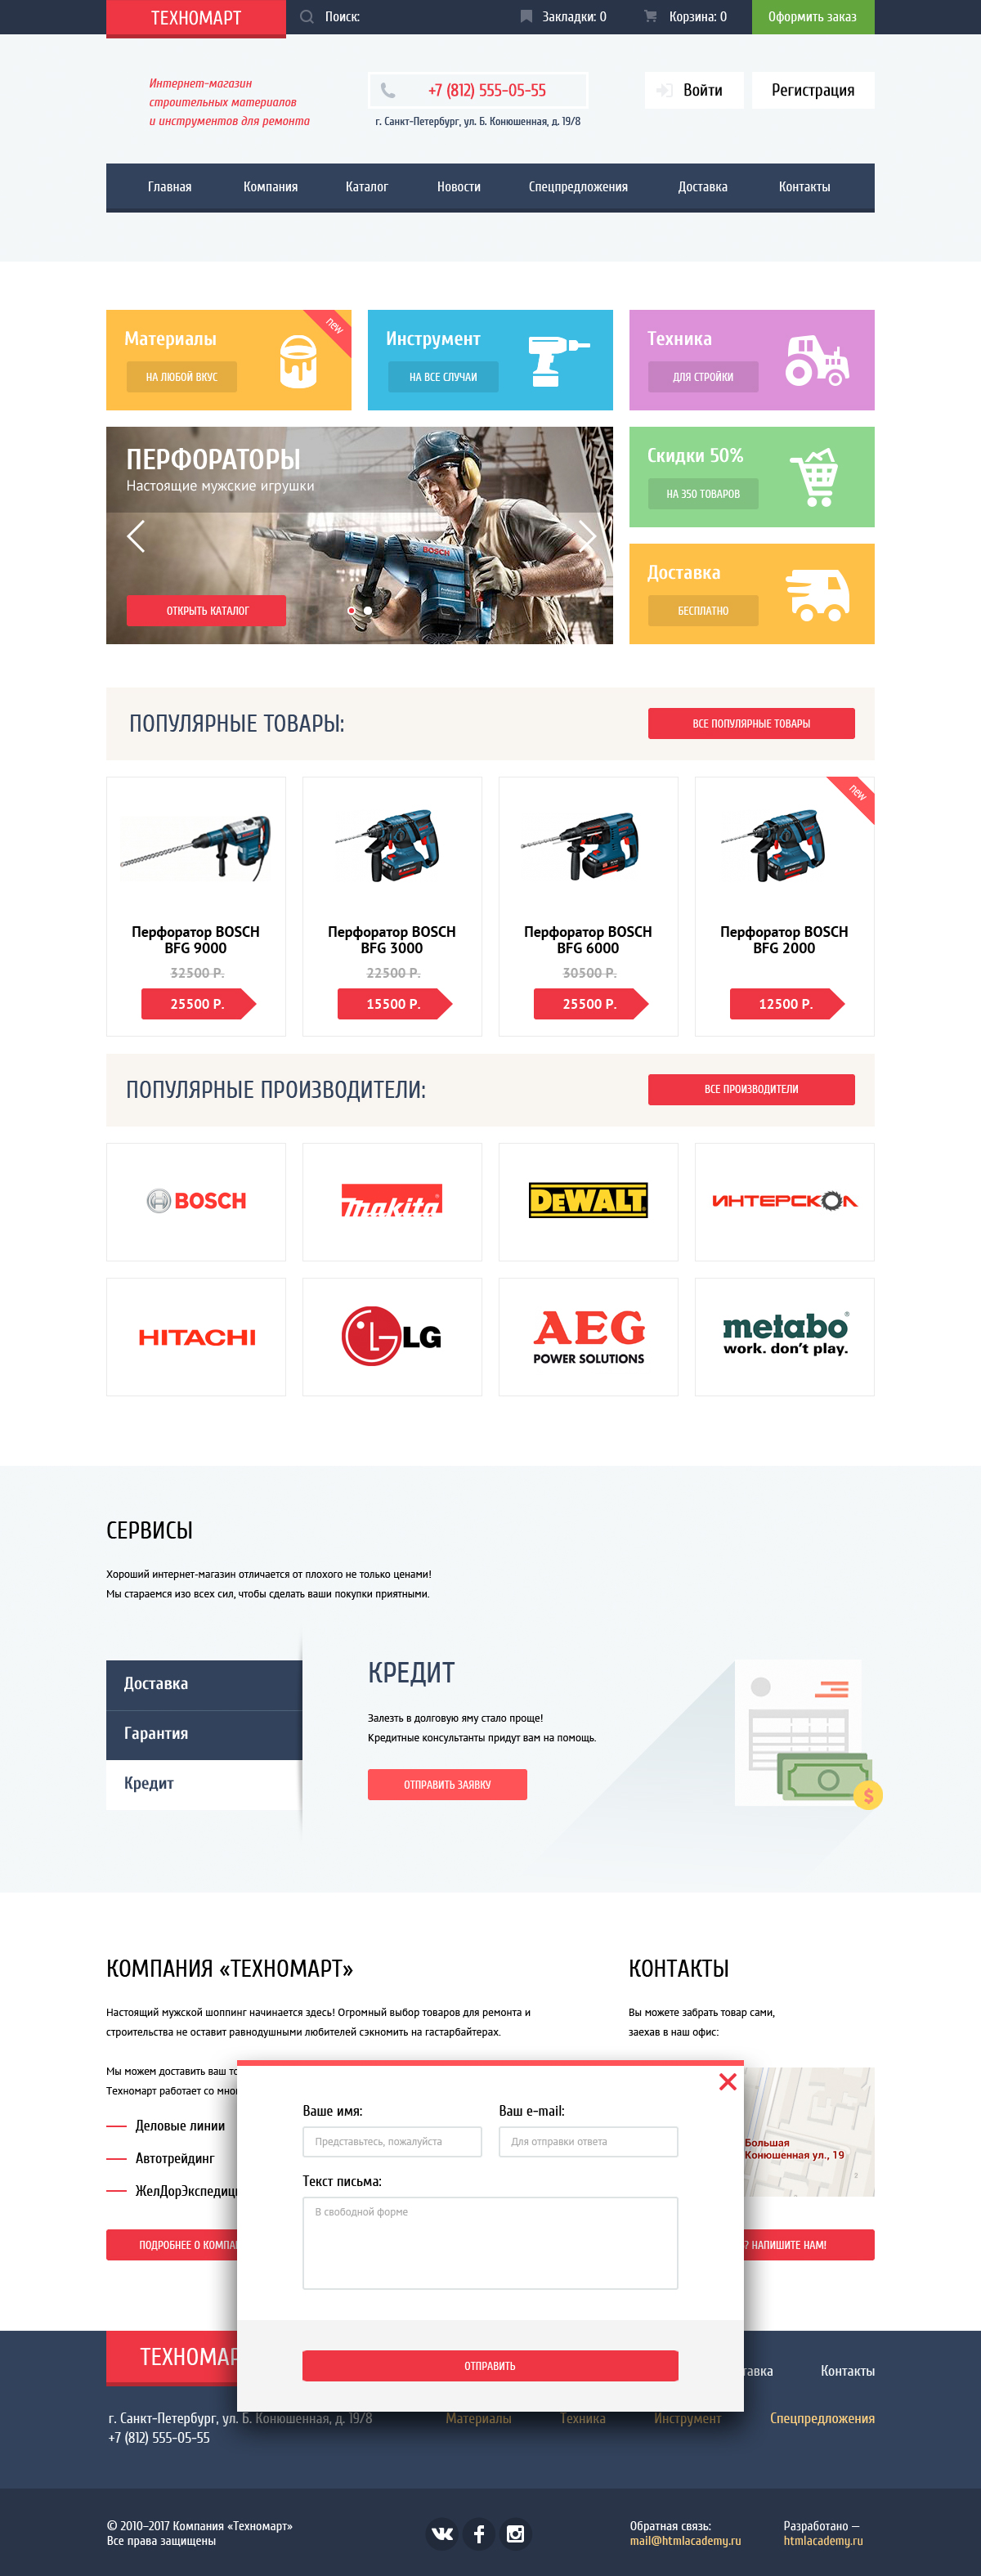 ТЕХНОМАРТ
Поиск:
Закладки: 0
Корзина: 0
Оформить заказ
Интернет-магазин
строительных материалов
и инструментов для ремонта
+7 (812) 555-05-55
г. Санкт-Петербург, ул. Б. Конюшенная, д. 19/8
Войти
Регистрация
Главная
Компания
Каталог
Новости
Спецпредложения
Доставка
Контакты
Материалы
new
НА ЛЮБОЙ ВКУС
Инструмент
НА ВСЕ СЛУЧАИ
Техника
ДЛЯ СТРОЙКИ
ПЕРФОРАТОРЫ
Настоящие мужские игрушки
BOSCH
Professional
ОТКРЫТЬ КАТАЛОГ
Скидки 50%
НА 350 ТОВАРОВ
Доставка
БЕСПЛАТНО
ПОПУЛЯРНЫЕ ТОВАРЫ:
ВСЕ ПОПУЛЯРНЫЕ ТОВАРЫ
new
Перфоратор BOSCH
BFG 9000
32500 Р.
25500 Р.
Перфоратор BOSCH
BFG 3000
22500 Р.
15500 Р.
Перфоратор BOSCH
BFG 6000
30500 Р.
25500 Р.
Перфоратор BOSCH
BFG 2000
12500 Р.
ПОПУЛЯРНЫЕ ПРОИЗВОДИТЕЛИ:
ВСЕ ПРОИЗВОДИТЕЛИ
BOSCH
makita
DEWALT
ИНТЕРСКОЛ
HITACHI
LG
AEG
POWER SOLUTIONS
metabo®
work. don't play.
СЕРВИСЫ
Хороший интернет-магазин отличается от плохого не только ценами!
Мы стараемся изо всех сил, чтобы сделать ваши покупки приятными.
Доставка
Гарантия
Кредит
КРЕДИТ
Залезть в долговую яму стало проще!
Кредитные консультанты придут вам на помощь.
ОТПРАВИТЬ ЗАЯВКУ
$
КОМПАНИЯ «ТЕХНОМАРТ»
Настоящий мужской шоппинг начинается здесь! Огромный выбор товаров для ремонта и
строительства не оставит равнодушными любителей сэкномить на гастарбайтерах.
Мы можем доставить ваш
Техномарт работает со
Деловые линии
Автотрейдинг
ЖелДорЭкспедиц
ПОДРОБНЕЕ О КОМПА
КОНТАКТЫ
Вы можете забрать товар сами,
заехав в наш офис:
Большая
Конюшенная ул., 19
2
? НАПИШИТЕ НАМ!
Ваше имя:
Представьтесь, пожалуйста
Ваш e-mail:
Для отправки ответа
Текст письма:
В свободной форме
ОТПРАВИТЬ
ТЕХНОМАР
тавка
Контакты
г. Санкт-Петербург, ул. Б. Конюшенная, д. 19/8
+7 (812) 555-05-55
Материалы
Техника
Инструмент
Спецпредложения
© 2010–2017 Компания «Техномарт»
Все права защищены
Обратная связь:
mail@htmlacademy.ru
Разработано —
htmlacademy.ru